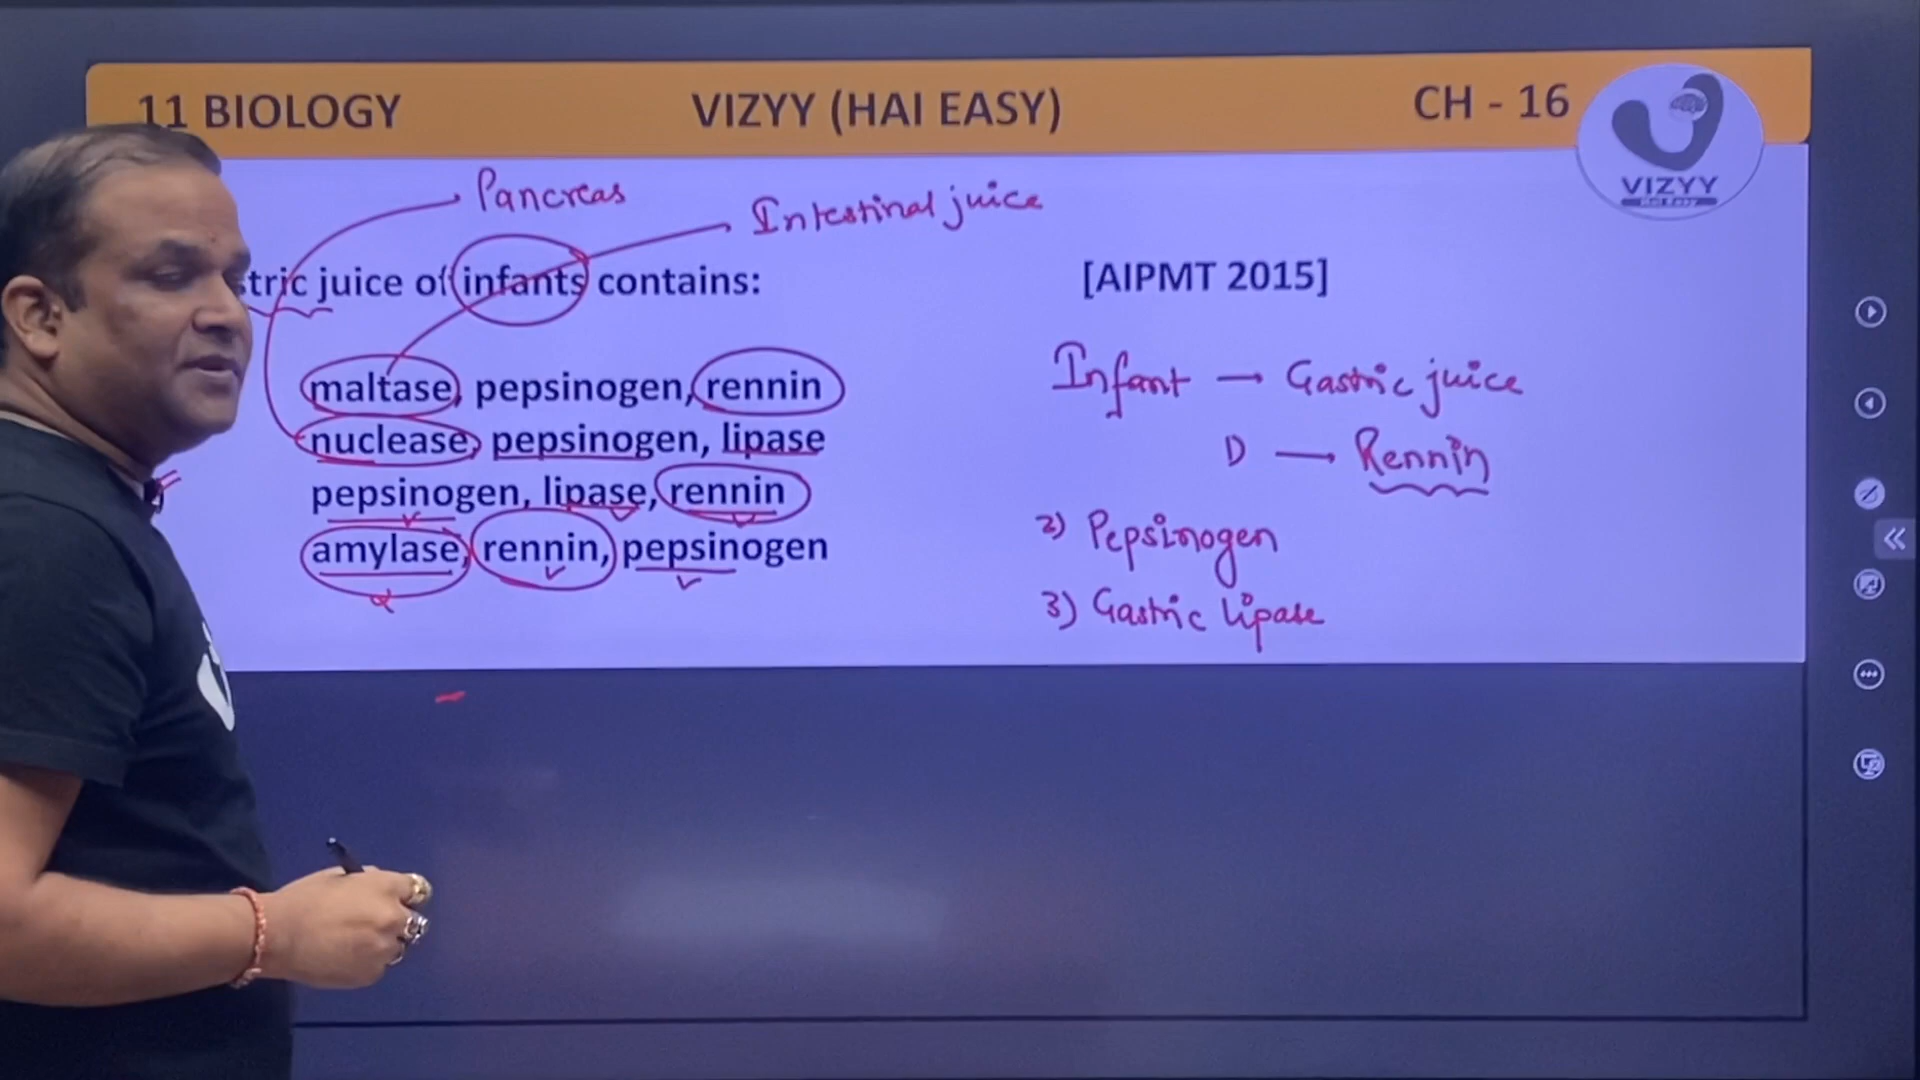 11 BIOLOGY VIZYY (HAI EASY) CH - 16
VIZYY
Pancreas
Intestinal juice
juice of infants contains: [AIPMT 2015]
maltase, pepsinogen, rennin
nuclease, pepsinogen, lipase
pepsinogen, lipase, rennin
amylase, rennin, pepsinogen
Infant → Gastric juice
D → Rennin
2) Pepsinogen
3) Gastric lipase